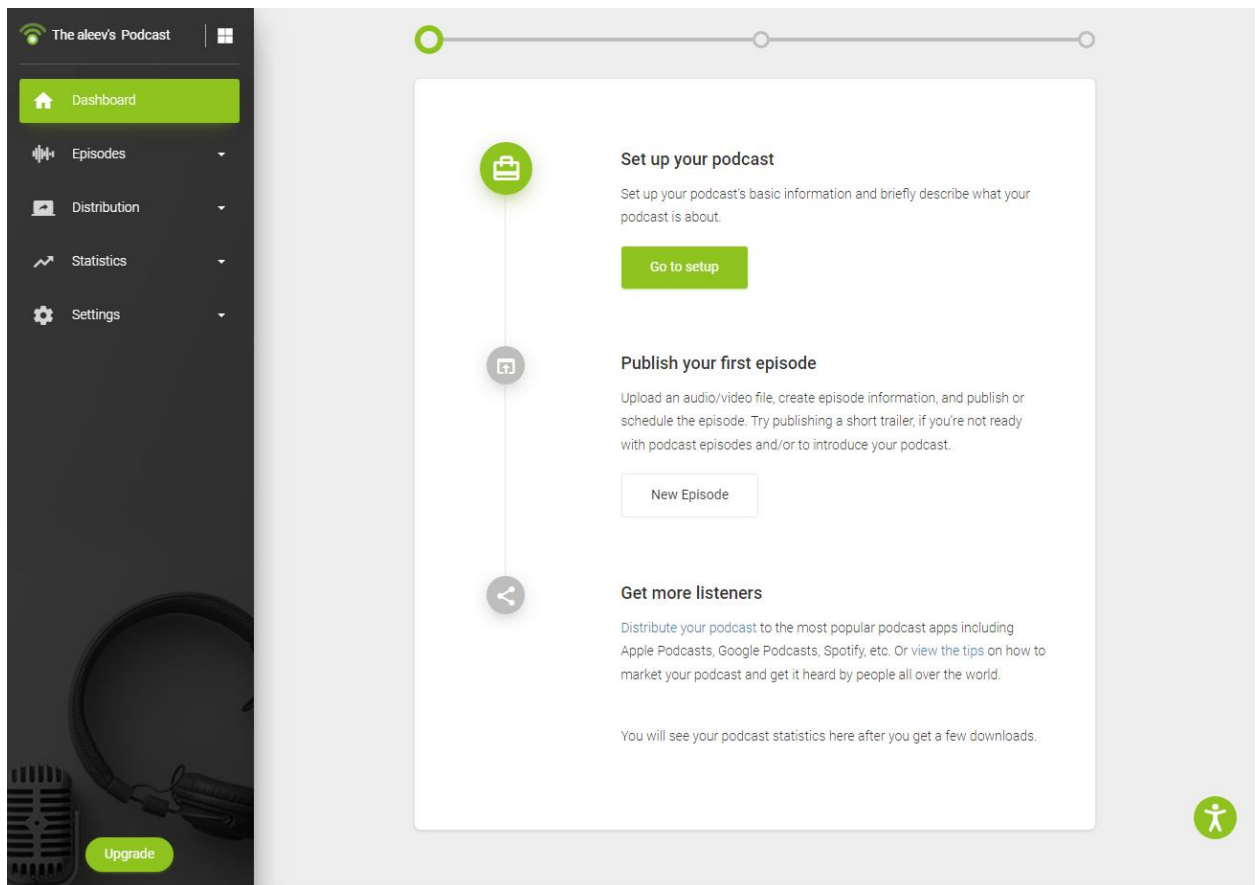 The aleev's Podcast
Dashboard
Episodes
Distribution
Statistics
Settings
Upgrade
Set up your podcast
Set up your podcast's basic information and briefly describe what your
podcast is about.
Go to setup
Publish your first episode
Upload an audio/video file, create episode information, and publish or
schedule the episode. Try publishing a short trailer, if you're not ready
with podcast episodes and/or to introduce your podcast.
New Episode
Get more listeners
Distribute your podcast to the most popular podcast apps including
Apple Podcasts, Google Podcasts, Spotify, etc. Or view the tips on how to
market your podcast and get it heard by people all over the world.
You will see your podcast statistics here after you get a few downloads.